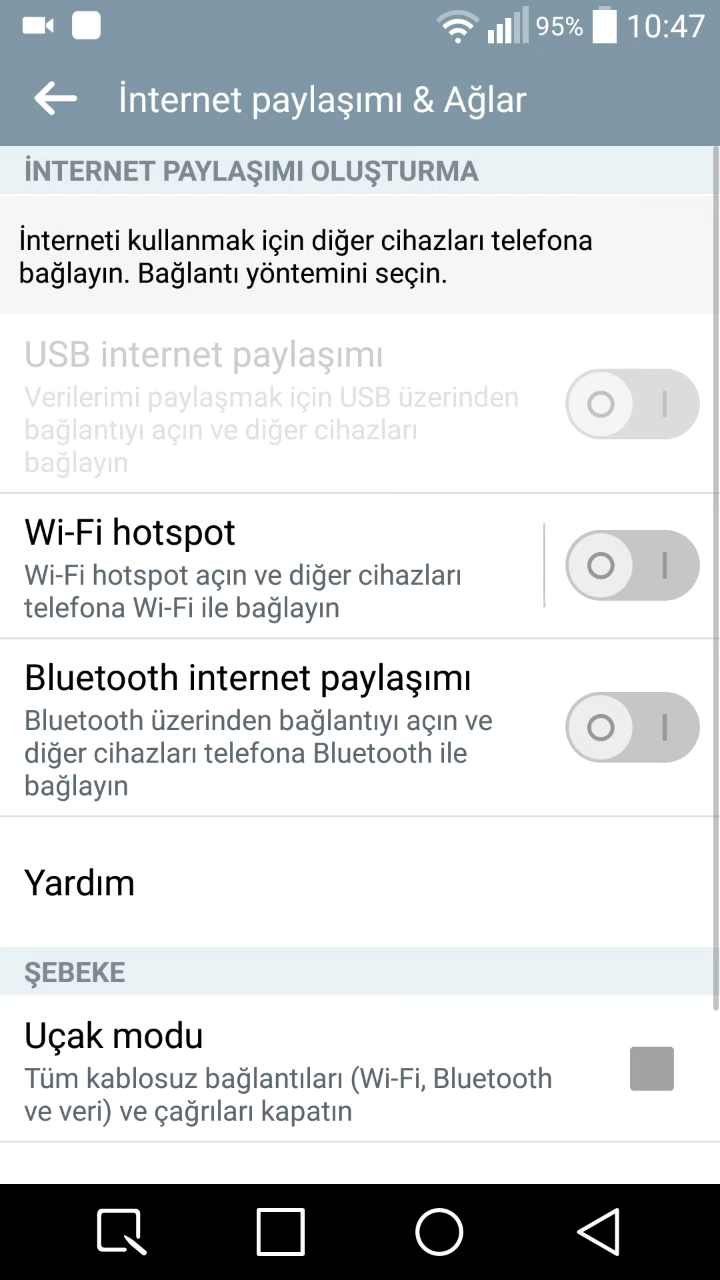 95% 10:47
İnternet paylaşımı & Ağlar
İNTERNET PAYLAŞIMI OLUŞTURMA
İnterneti kullanmak için diğer cihazları telefona
bağlayın. Bağlantı yöntemini seçin.
USB internet paylaşımı
Verilerimi paylaşmak için USB üzerinden
bağlantıyı açın ve diğer cihazları
bağlayın
Wi-Fi hotspot
Wi-Fi hotspot açın ve diğer cihazları
telefona Wi-Fi ile bağlayın
Bluetooth internet paylaşımı
Bluetooth üzerinden bağlantıyı açın ve
diğer cihazları telefona Bluetooth ile
bağlayın
Yardım
ŞEBEKE
Uçak modu
Tüm kablosuz bağlantıları (Wi-Fi, Bluetooth
ve veri) ve çağrıları kapatın